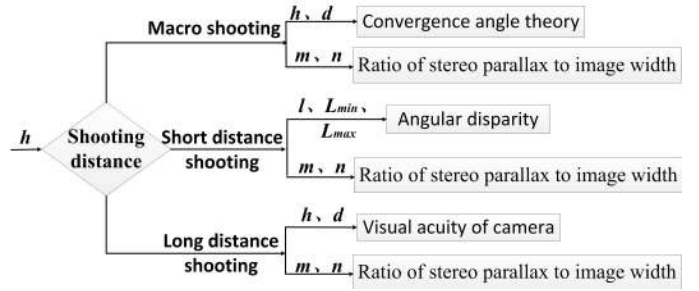 h、d
Macro shooting
Convergence angle theory
m、n
Ratio of stereo parallax to image width
h
Shooting
distance
l、Lmin、
Lmax
Short distance
shooting
Angular disparity
m、n
Ratio of stereo parallax to image width
h、d
Long distance
shooting
Visual acuity of camera
m、n
Ratio of stereo parallax to image width